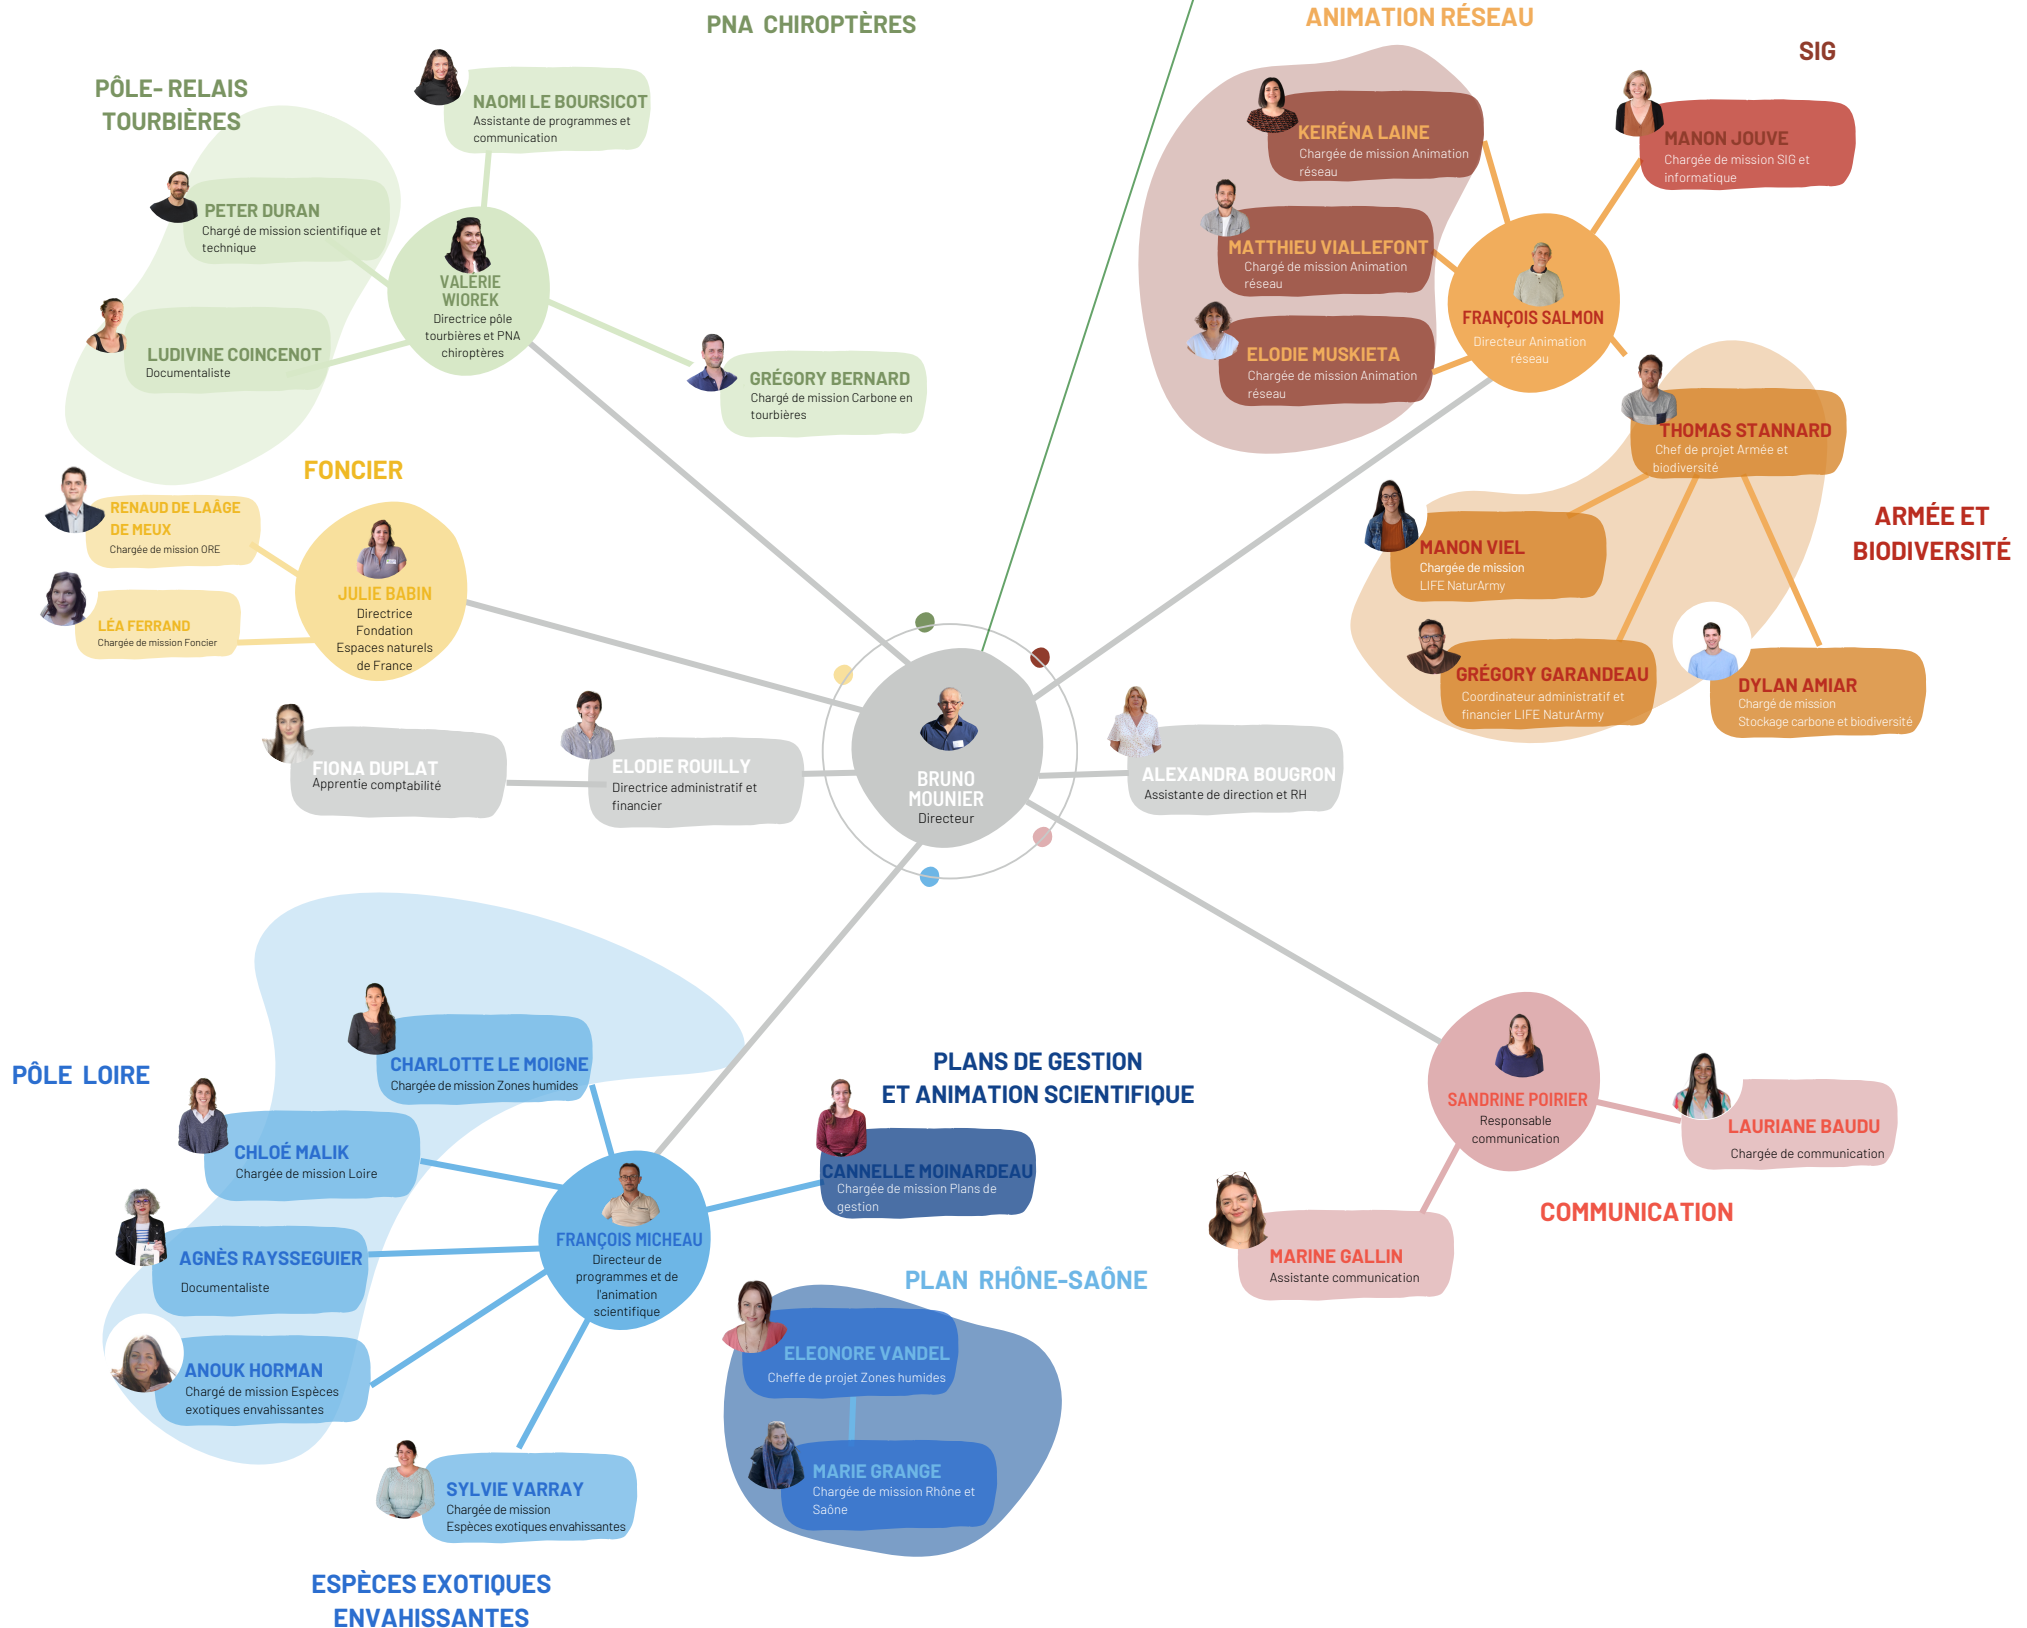 PNA CHIROPTÈRES
ANIMATION RÉSEAU
SIG
PÔLE- RELAIS
TOURBIÈRES
NAOMI LE BOURSICOT
Assistante de programmes et
communication
PETER DURAN
Chargé de mission scientifique et
technique
VALÉRIE
WIOREK
Directrice pôle
tourbières et PNA
chiroptères
LUDIVINE COINCENOT
Documentaliste
GRÉGORY BERNARD
Chargé de mission Carbone en
tourbières
KEIRÉNA LAINE
Chargée de mission Animation
réseau
MATTHIEU VIALLEFONT
Chargé de mission Animation
réseau
ELODIE MUSKIETA
Chargée de mission Animation
réseau
MANON JOUVE
Chargée de mission SIG et
informatique
FRANÇOIS SALMON
Directeur Animation
réseau
THOMAS STANNARD
Chef de projet Armée et
biodiversité
ARMÉE ET
BIODIVERSITÉ
MANON VIEL
Chargée de mission
LIFE NaturArmy
GRÉGORY GARANDEAU
Coordinateur administratif et
financier LIFE NaturArmy
DYLAN AMIAR
Chargé de mission
Stockage carbone et biodiversité
FONCIER
RENAUD DE LAÂGE
DE MEUX
Chargée de mission ORE
LÉA FERRAND
Chargée de mission Foncier
JULIE BABIN
Directrice
Fondation
Espaces naturels
de France
FIONA DUPLAT
Apprentie comptabilité
ELODIE ROUILLY
Directrice administratif et
financier
BRUNO
MOUNIER
Directeur
ALEXANDRA BOUGRON
Assistante de direction et RH
PÔLE LOIRE
CHARLOTTE LE MOIGNE
Chargée de mission Zones humides
CHLOÉ MALIK
Chargée de mission Loire
AGNÈS RAYSSEGUIER
Documentaliste
ANOUK HORMAN
Chargé de mission Espèces
exotiques envahissantes
FRANÇOIS MICHEAU
Directeur de
programmes et de
l'animation
scientifique
SYLVIE VARRAY
Chargée de mission
Espèces exotiques envahissantes
ESPÈCES EXOTIQUES
ENVAHISSANTES
PLANS DE GESTION
ET ANIMATION SCIENTIFIQUE
CANNELLE MOINARDEAU
Chargée de mission Plans de
gestion
PLAN RHÔNE-SAÔNE
ELEONORE VANDEL
Cheffe de projet Zones humides
MARIE GRANGE
Chargée de mission Rhône et
Saône
SANDRINE POIRIER
Responsable
communication
LAURIANE BAUDU
Chargée de communication
COMMUNICATION
MARINE GALLIN
Assistante communication